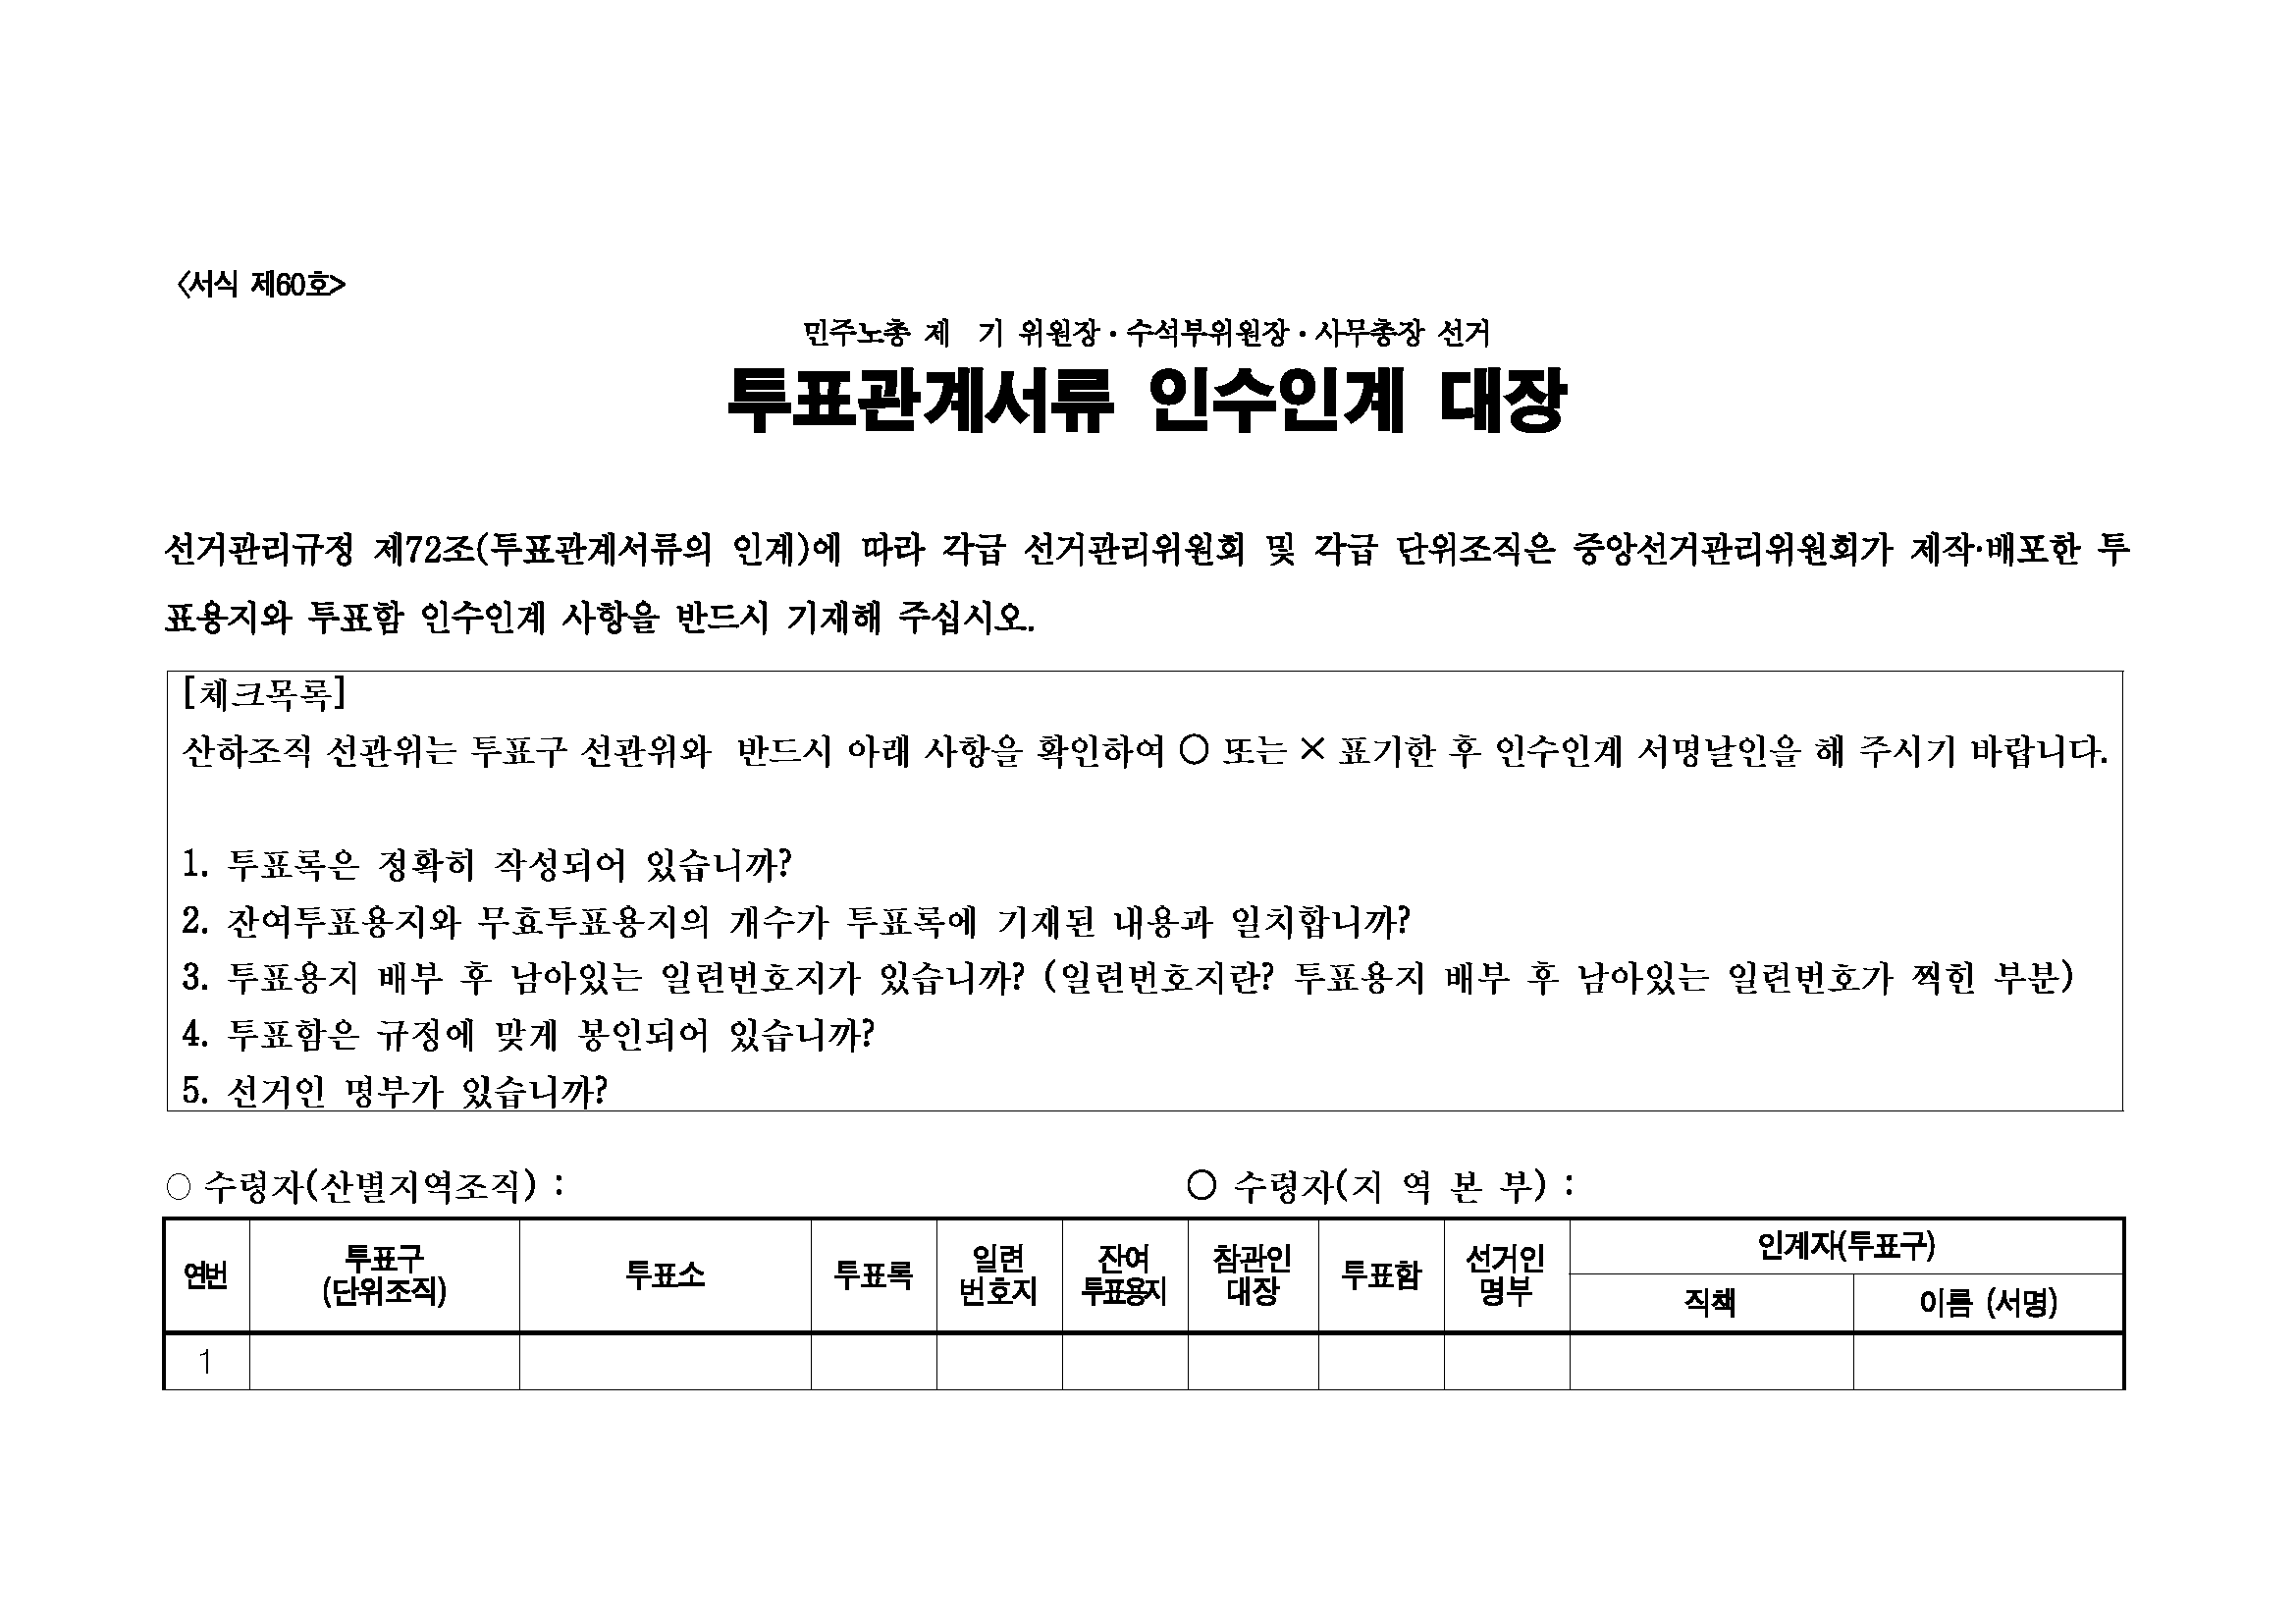 <서식 제60호>
민주노총 제 기 위원장·수석부위원장·사무총장 선거
투표관계서류 인수인계 대장
선거관리규정 제72조(투표관계서류의 인계)에 따라 각급 선거관리위원회 및 각급 단위조직은 중앙선거관리위원회가 제작·배포한 투
표용지와 투표함 인수인계 사항을 반드시 기재해 주십시오.
[체크목록]
산하조직 선관위는 투표구 선관위와 반드시 아래 사항을 확인하여 ○ 또는 × 표기한 후 인수인계 서명날인을 해 주시기 바랍니다.
1. 투표록은 정확히 작성되어 있습니까?
2. 잔여투표용지와 무효투표용지의 개수가 투표록에 기재된 내용과 일치합니까?
3. 투표용지 배부 후 남아있는 일련번호지가 있습니까? (일련번호지란? 투표용지 배부 후 남아있는 일련번호가 찍힌 부분)
4. 투표함은 규정에 맞게 봉인되어 있습니까?
5. 선거인 명부가 있습니까?
○ 수령자(산별지역조직) : ○ 수령자(지 역 본 부) :
연번 투표구 투표소 투표록 일련 잔여 참관인 투표함 선거인 인계자(투표구)
(단위조직) 번호지 투표용지 대장 명부 직책 이름 (서명)
1